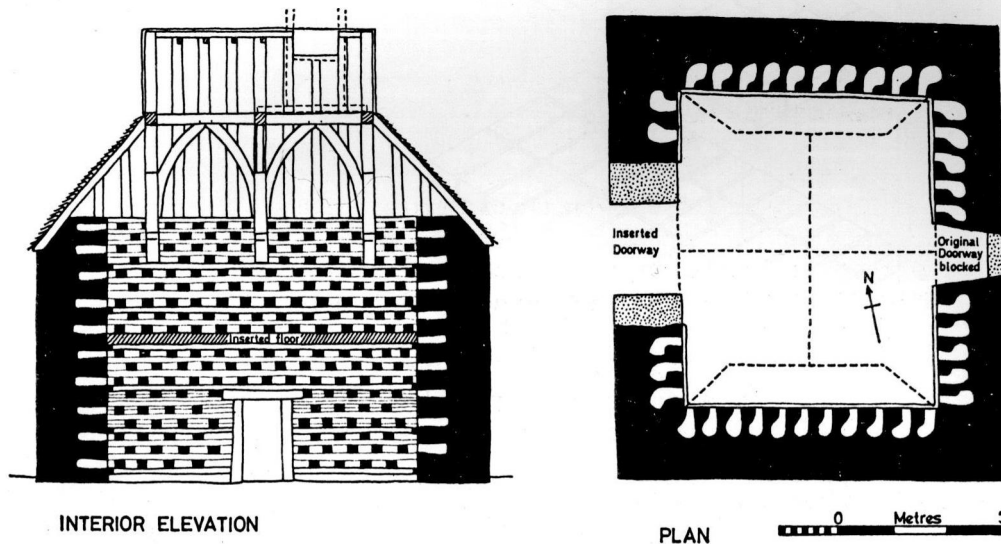 Inserted floor
INTERIOR ELEVATION
Inserted
Doorway
Original
Doorway
blocked
N
PLAN
0 Metres